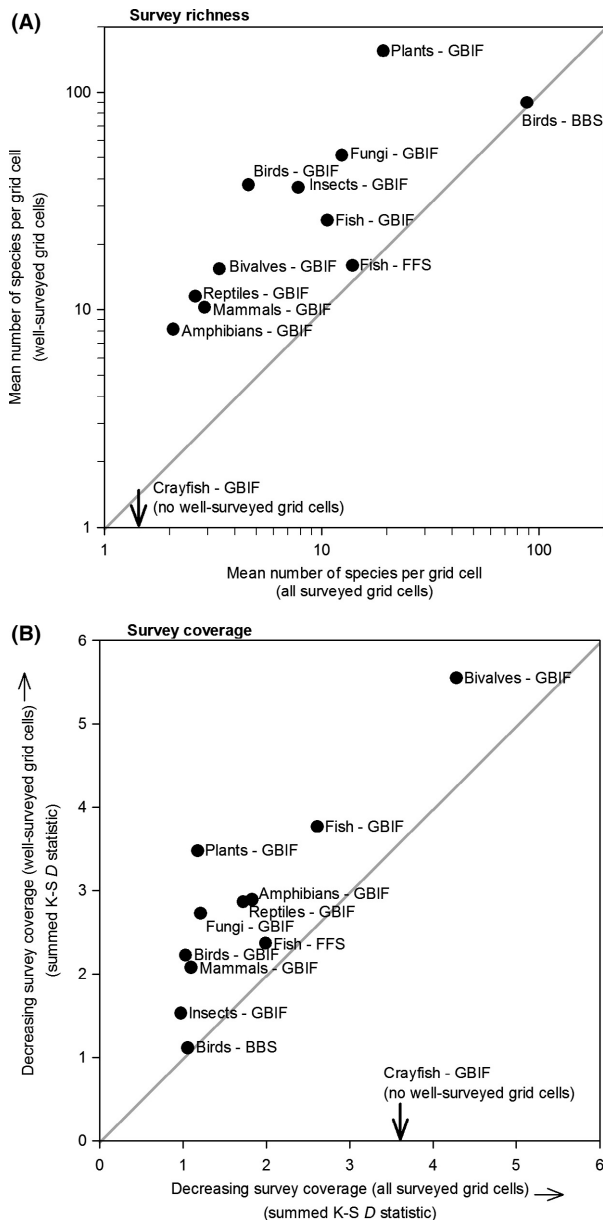 (A)
Survey richness
Mean number of species per grid cell
(well-surveyed grid cells)
100
10
1
Plants - GBIF
Birds - BBS
Fungi - GBIF
Birds - GBIF
Insects - GBIF
Fish - GBIF
Bivalves - GBIF
Fish - FFS
Reptiles - GBIF
Mammals - GBIF
Amphibians - GBIF
Crayfish - GBIF
(no well-surveyed grid cells)
1
10
100
Mean number of species per grid cell
(all surveyed grid cells)
(B)
Survey coverage
Decreasing survey coverage (well-surveyed grid cells)
(summed K-S D statistic)
6
5
4
3
2
1
0
Bivalves - GBIF
Fish - GBIF
Plants - GBIF
Amphibians - GBIF
Reptiles - GBIF
Fungi - GBIF
Fish - FFS
Birds - GBIF
Mammals - GBIF
Insects - GBIF
Birds - BBS
Crayfish - GBIF
(no well-surveyed grid cells)
0
1
2
3
4
5
6
Decreasing survey coverage (all surveyed grid cells)
(summed K-S D statistic)